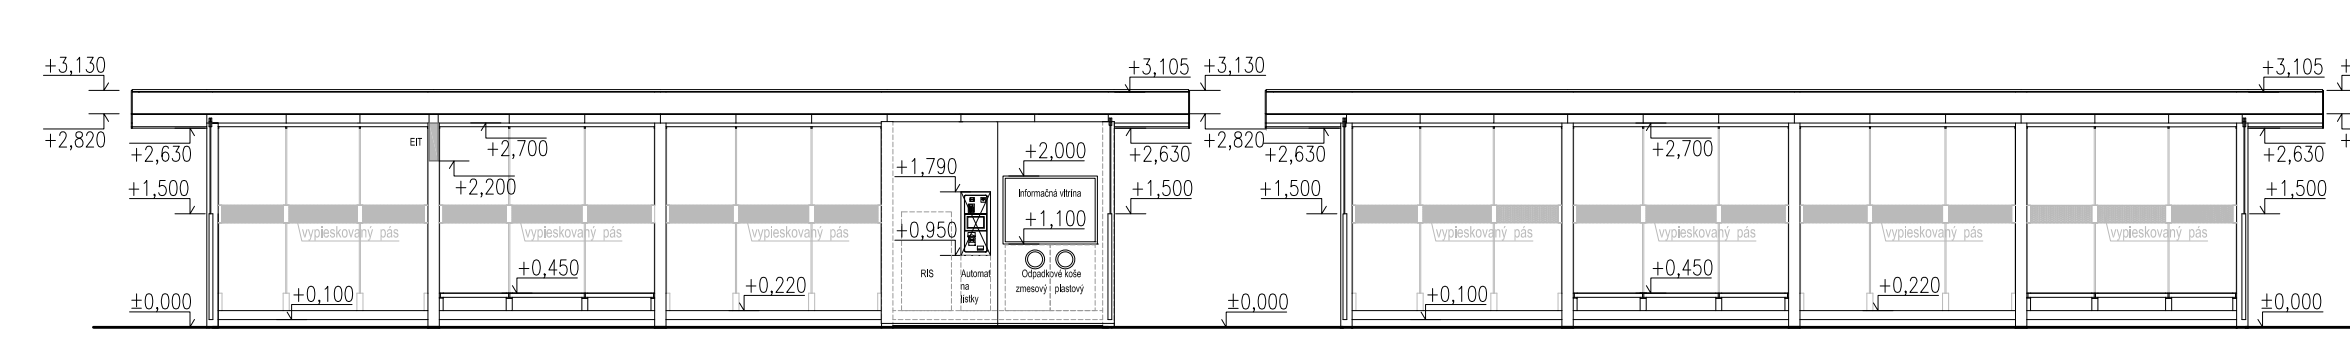 +3,130
+3,105
+3,130
+3,105
+2,820
+2,630
EIT
+2,700
+2,630
+2,820
+2,630
+2,700
+2,630
+1,500
+2,200
+1,790
+2,000
Informačná vitrína
+1,500
+1,500
+1,500
vypieskovaný pás
vypieskovaný pás
vypieskovaný pás
+0,950
+1,100
vypieskovaný pás
vypieskovaný pás
vypieskovaný pás
vypieskovaný pás
±0,000
+0,100
+0,450
+0,220
RIS
Automat
na
lístky
Odpadkové koše
zmesový
plastový
±0,000
+0,100
+0,450
+0,220
±0,000